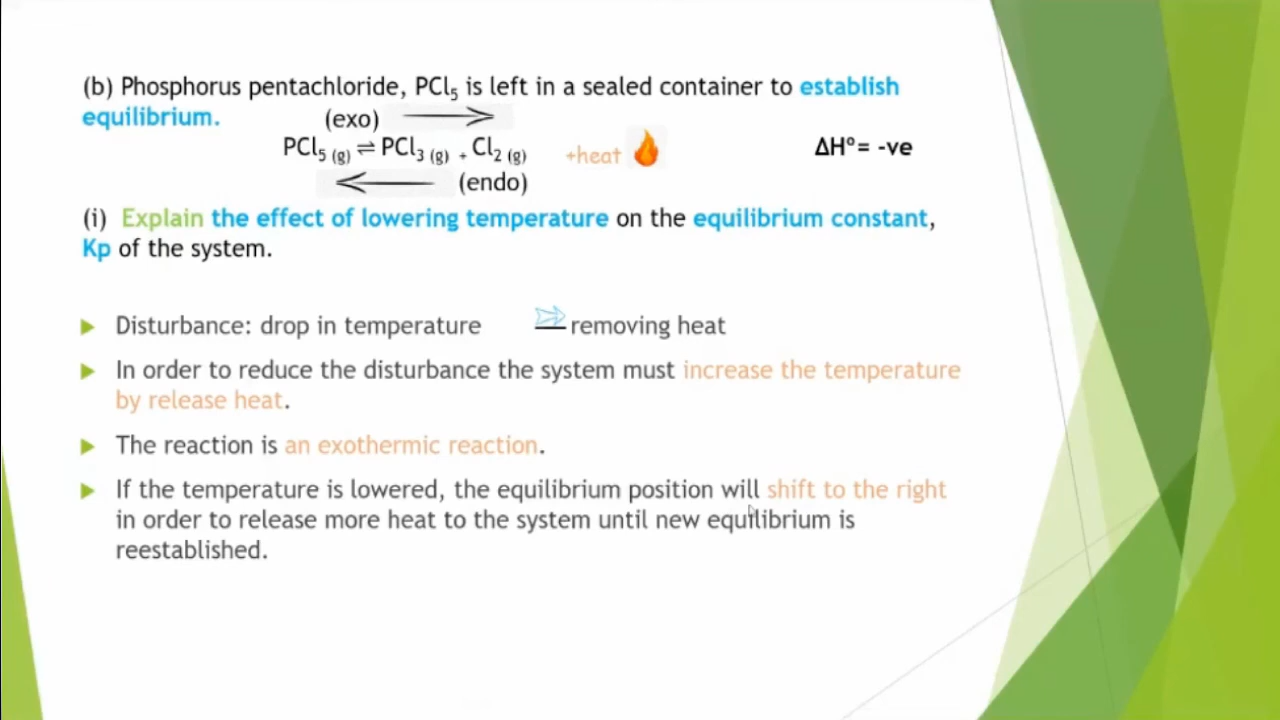 (b) Phosphorus pentachloride, PCl₅ is left in a sealed container to establish
equilibrium.
(exo)
PCl₅ (g) ⇌ PCl₃ (g) + Cl₂ (g) +heat ΔHº= -ve
(endo)
(i) Explain the effect of lowering temperature on the equilibrium constant,
Kp of the system.
Disturbance: drop in temperature removing heat
In order to reduce the disturbance the system must increase the temperature
by release heat.
The reaction is an exothermic reaction.
If the temperature is lowered, the equilibrium position will shift to the right
in order to release more heat to the system until new equilibrium is
reestablished.